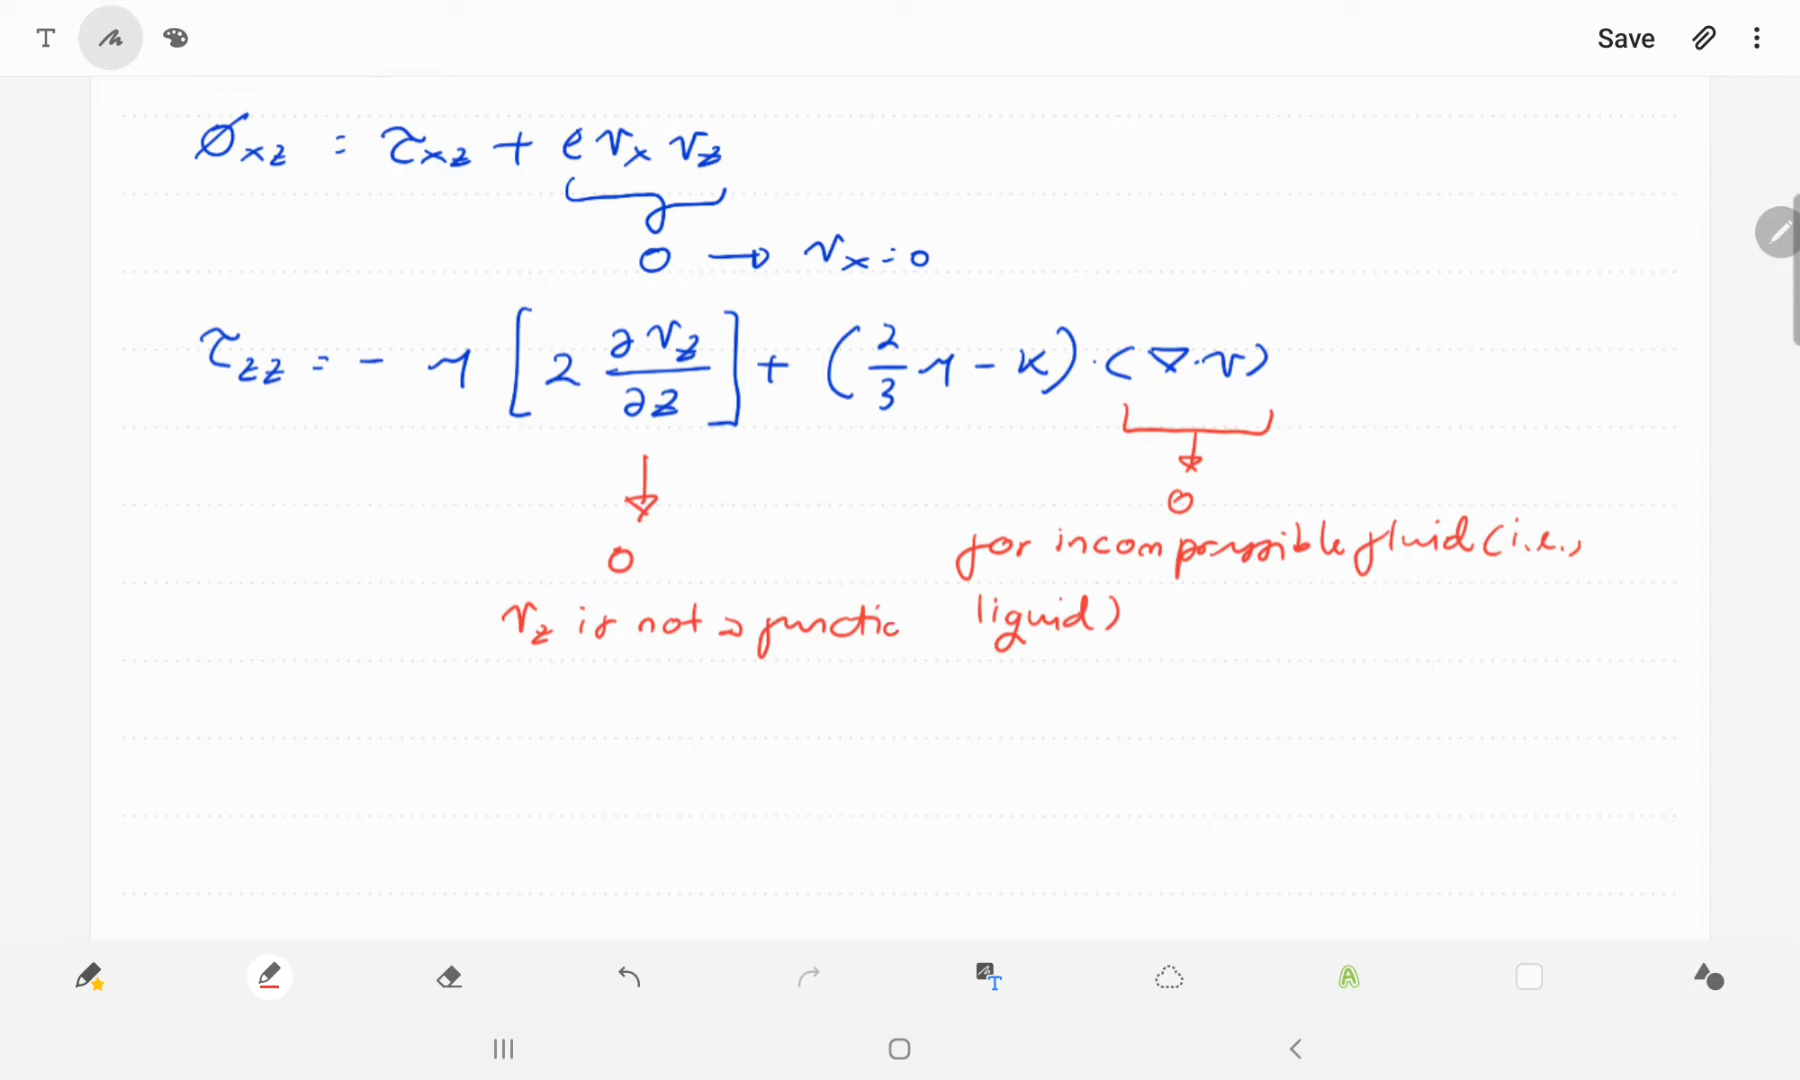 Save
ϕxz = τxz + ρ vx vz
0 → vx = 0
τzz = - μ [2 ∂vz/∂z] + (2/3 μ - κ) · (∇ · v)
0
0
for incompressible fluid (i.e.,
liquid)
vz is not a functio